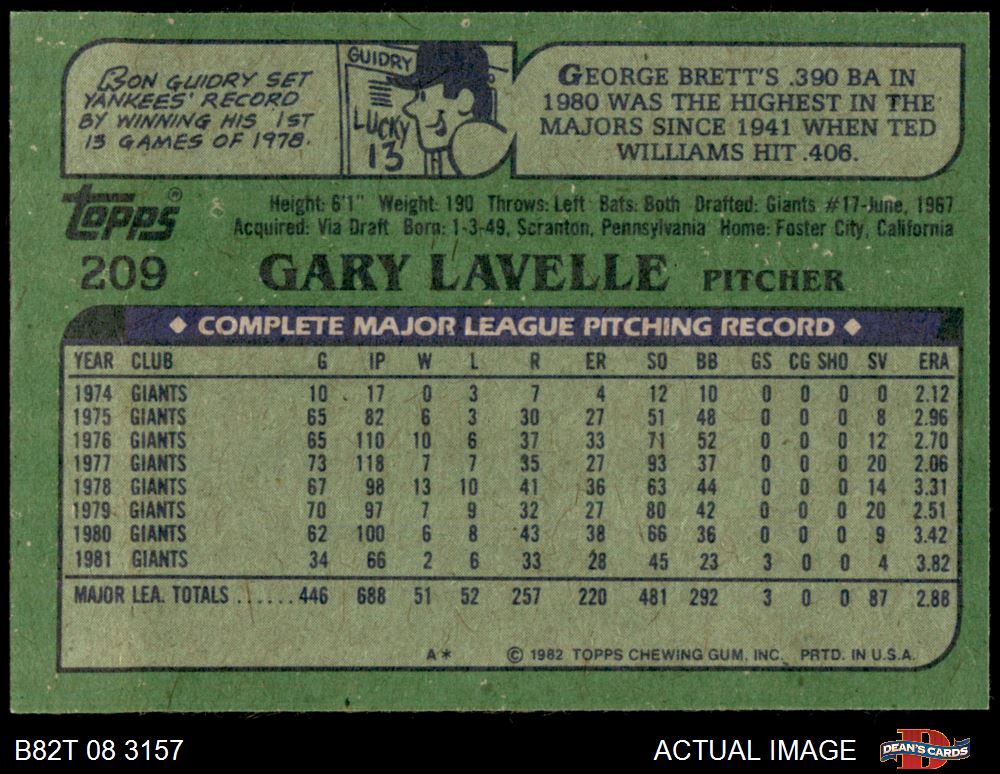 RON GUIDRY SET
YANKEES' RECORD
BY WINNING HIS 1ST
13 GAMES OF 1978.
GUIDRY
LUCKY
13
GEORGE BRETT'S .390 BA IN
1980 WAS THE HIGHEST IN THE
MAJORS SINCE 1941 WHEN TED
WILLIAMS HIT .406.
topps®
Height: 6'1" Weight: 190 Throws: Left Bats: Both Drafted: Giants #17-June, 1967
Acquired: Via Draft Born: 1-3-49, Scranton, Pennsylvania Home: Foster City, California
209 GARY LAVELLE PITCHER
◆ COMPLETE MAJOR LEAGUE PITCHING RECORD ◆
YEAR CLUB G IP W L R ER SO BB GS CG SHO SV ERA
1974 GIANTS 10 17 0 3 7 4 12 10 0 0 0 0 2.12
1975 GIANTS 65 82 6 3 30 27 51 48 0 0 0 8 2.96
1976 GIANTS 65 110 10 6 37 33 71 52 0 0 0 12 2.70
1977 GIANTS 73 118 7 7 35 27 93 37 0 0 0 20 2.06
1978 GIANTS 67 98 13 10 41 36 63 44 0 0 0 14 3.31
1979 GIANTS 70 97 7 9 32 27 80 42 0 0 0 20 2.51
1980 GIANTS 62 100 6 8 43 38 66 36 0 0 0 9 3.42
1981 GIANTS 34 66 2 6 33 28 45 23 3 0 0 4 3.82
MAJOR LEA. TOTALS ...... 446 688 51 52 257 220 481 292 3 0 0 87 2.88
A* © 1982 TOPPS CHEWING GUM, INC. PRTD. IN U.S.A.
B82T 08 3157 ACTUAL IMAGE DEAN'S CARDS